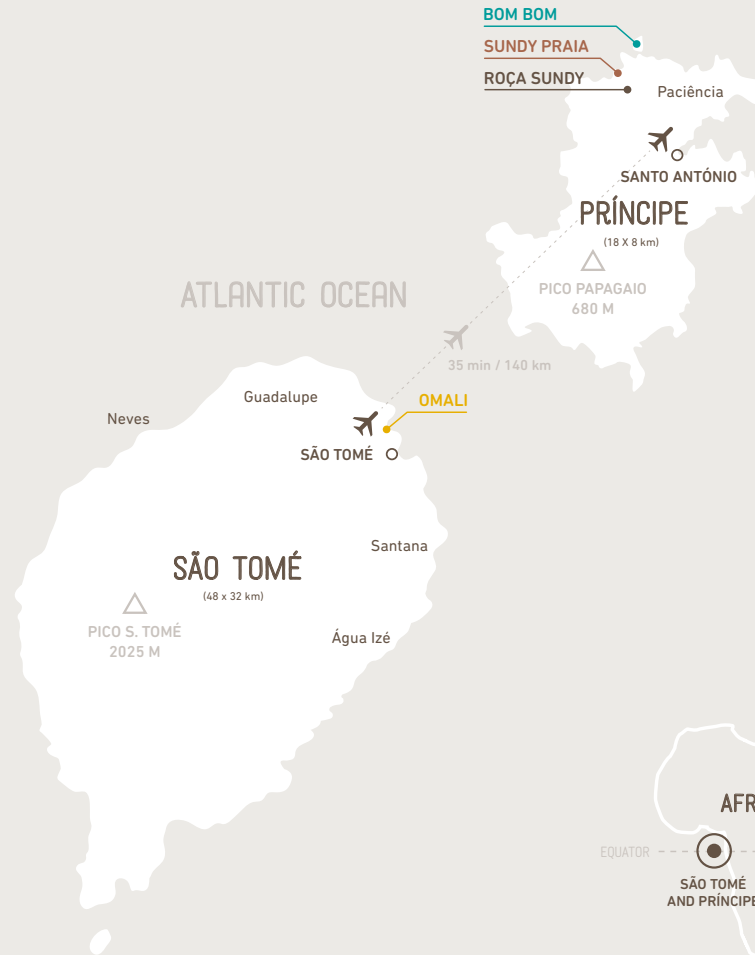 BOM BOM
SUNDY PRAIA
ROÇA SUNDY
Paciência
SANTO ANTÓNIO
PRÍNCIPE
(18 X 8 km)
PICO PAPAGAIO
680 M
ATLANTIC OCEAN
35 min / 140 km
Guadalupe
OMALI
Neves
SÃO TOMÉ
Santana
SÃO TOMÉ
(48 x 32 km)
PICO S. TOMÉ
2025 M
Água Izé
AFR
EQUATOR
SÃO TOMÉ
AND PRÍNCIPE